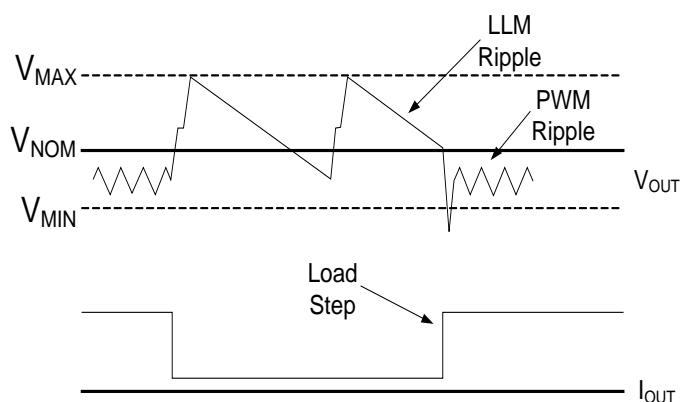 LLM
Ripple
VMAX
PWM
Ripple
VNOM
VOUT
VMIN
Load
Step
IOUT